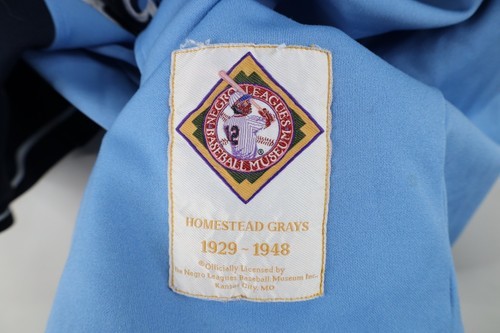 NEGRO LEAGUES
BASEBALL MUSEUM
12
HOMESTEAD GRAYS
1929 - 1948
© Officially Licensed by
The Negro Leagues Baseball Museum Inc.
Kansas City, MO